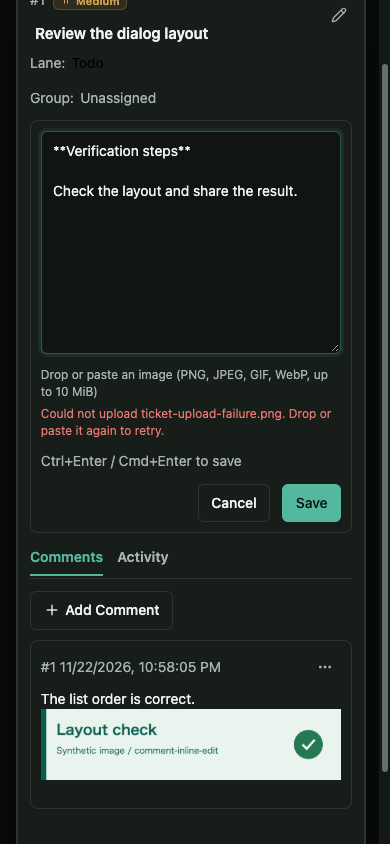 #1 Medium
Review the dialog layout
Lane: Todo
Group: Unassigned
**Verification steps**
Check the layout and share the result.
Drop or paste an image (PNG, JPEG, GIF, WebP, up
to 10 MiB)
Could not upload ticket-upload-failure.png. Drop or
paste it again to retry.
Ctrl+Enter / Cmd+Enter to save
Cancel Save
Comments Activity
+ Add Comment
#1 11/22/2026, 10:58:05 PM ...
The list order is correct.
Layout check
Synthetic image / comment-inline-edit